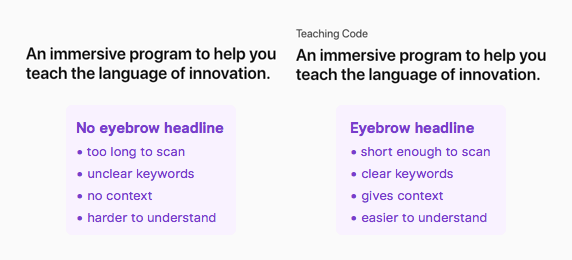 An immersive program to help you
teach the language of innovation.
No eyebrow headline
• too long to scan
• unclear keywords
• no context
• harder to understand
Teaching Code
An immersive program to help you
teach the language of innovation.
Eyebrow headline
• short enough to scan
• clear keywords
• gives context
• easier to understand